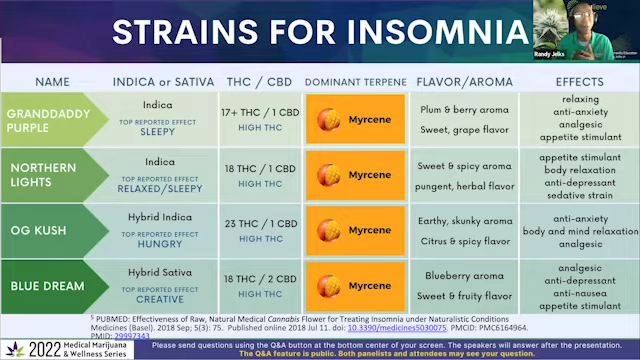 STRAINS FOR INSOMNIA
Randy Jelks
NAME
INDICA or SATIVA
THC / CBD
DOMINANT TERPENE
FLAVOR/AROMA
EFFECTS
GRANDDADDY
PURPLE
Indica
TOP REPORTED EFFECT
SLEEPY
17+ THC / 1 CBD
HIGH THC
Myrcene
Plum & berry aroma
Sweet, grape flavor
relaxing
anti-anxiety
analgesic
appetite stimulant
NORTHERN
LIGHTS
Indica
TOP REPORTED EFFECT
RELAXED/SLEEPY
18 THC / 1 CBD
HIGH THC
Myrcene
Sweet & spicy aroma
pungent, herbal flavor
appetite stimulant
body relaxation
anti-depressant
sedative strain
OG KUSH
Hybrid Indica
TOP REPORTED EFFECT
HUNGRY
23 THC / 1 CBD
HIGH THC
Myrcene
Earthy, skunky aroma
Citrus & spicy flavor
anti-anxiety
body and mind relaxation
analgesic
BLUE DREAM
Hybrid Sativa
TOP REPORTED EFFECT
CREATIVE
18 THC / 2 CBD
HIGH THC
Myrcene
Blueberry aroma
Sweet & fruity flavor
analgesic
anti-depressant
anti-nausea
appetite stimulant
5 PUBMED: Effectiveness of Raw, Natural Medical Cannabis Flower for Treating Insomnia under Naturalistic Conditions
Medicines (Basel). 2018 Sep; 5(3): 75. Published online 2018 Jul 11. doi: 10.3390/medicines5030075. PMCID: PMC6164964.
PMID: 29997343
2022 Medical Marijuana
& Wellness Series
Please send questions using the Q&A button at the bottom center of your screen. The speakers will answer after the presentation.
The Q&A feature is public. Both panelists and attendees may see your question.